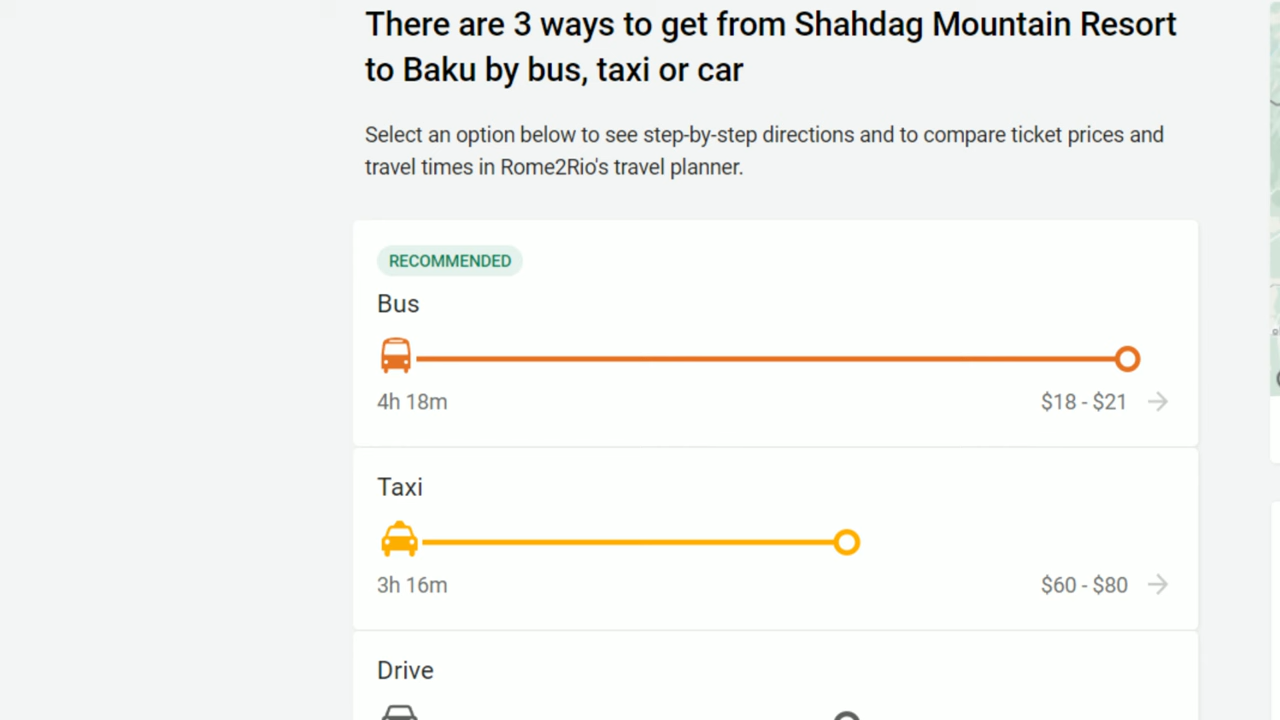 There are 3 ways to get from Shahdag Mountain Resort
to Baku by bus, taxi or car
Select an option below to see step-by-step directions and to compare ticket prices and
travel times in Rome2Rio's travel planner.
RECOMMENDED
Bus
4h 18m
$18 - $21
Taxi
3h 16m
$60 - $80
Drive